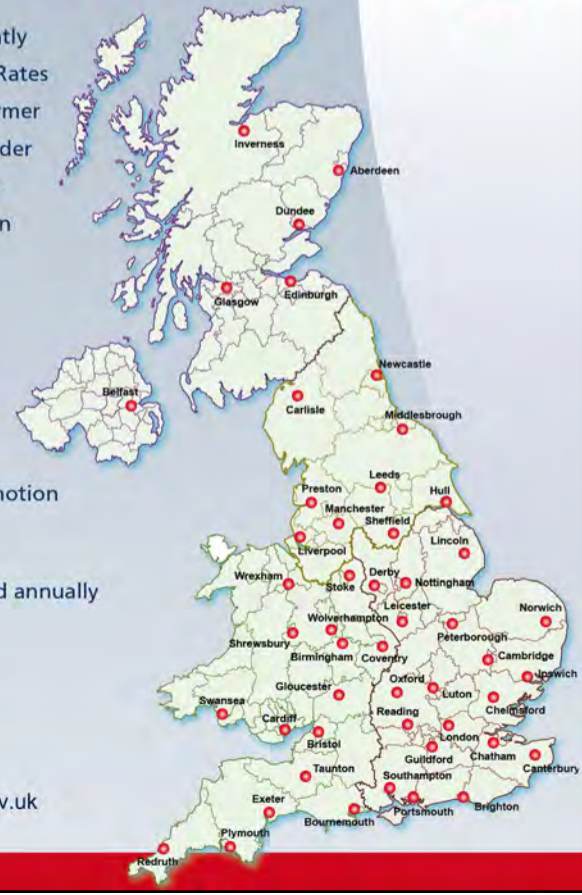 tly
Rates
rmer
der
n
notion
d annually
v.uk
Inverness
Aberdeen
Dundee
Glasgow
Edinburgh
Belfast
Newcastle
Carlisle
Middlesbrough
Leeds
Preston
Hull
Manchester
Sheffield
Liverpool
Lincoln
Wrexham
Stoke
Derby
Nottingham
Leicester
Norwich
Wolverhampton
Peterborough
Shrewsbury
Birmingham
Coventry
Cambridge
Oxford
Ipswich
Gloucester
Luton
Swansea
Reading
Chelmsford
Cardiff
London
Bristol
Guildford
Chatham
Canterbury
Taunton
Southampton
Exeter
Bournemouth
Portsmouth
Brighton
Plymouth
Redruth